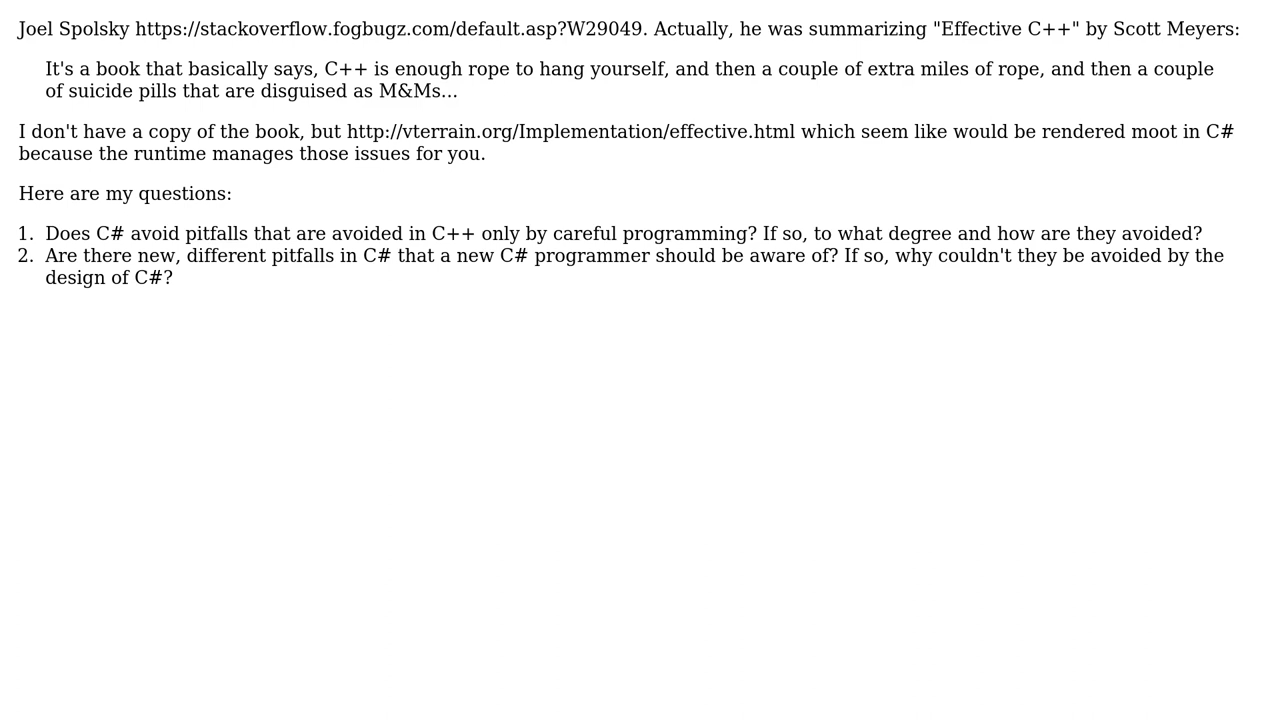 Joel Spolsky https://stackoverflow.fogbugz.com/default.asp?W29049. Actually, he was summarizing "Effective C++" by Scott Meyers:
It's a book that basically says, C++ is enough rope to hang yourself, and then a couple of extra miles of rope, and then a couple
of suicide pills that are disguised as M&Ms...
I don't have a copy of the book, but http://vterrain.org/Implementation/effective.html which seem like would be rendered moot in C#
because the runtime manages those issues for you.
Here are my questions:
1. Does C# avoid pitfalls that are avoided in C++ only by careful programming? If so, to what degree and how are they avoided?
2. Are there new, different pitfalls in C# that a new C# programmer should be aware of? If so, why couldn't they be avoided by the
design of C#?